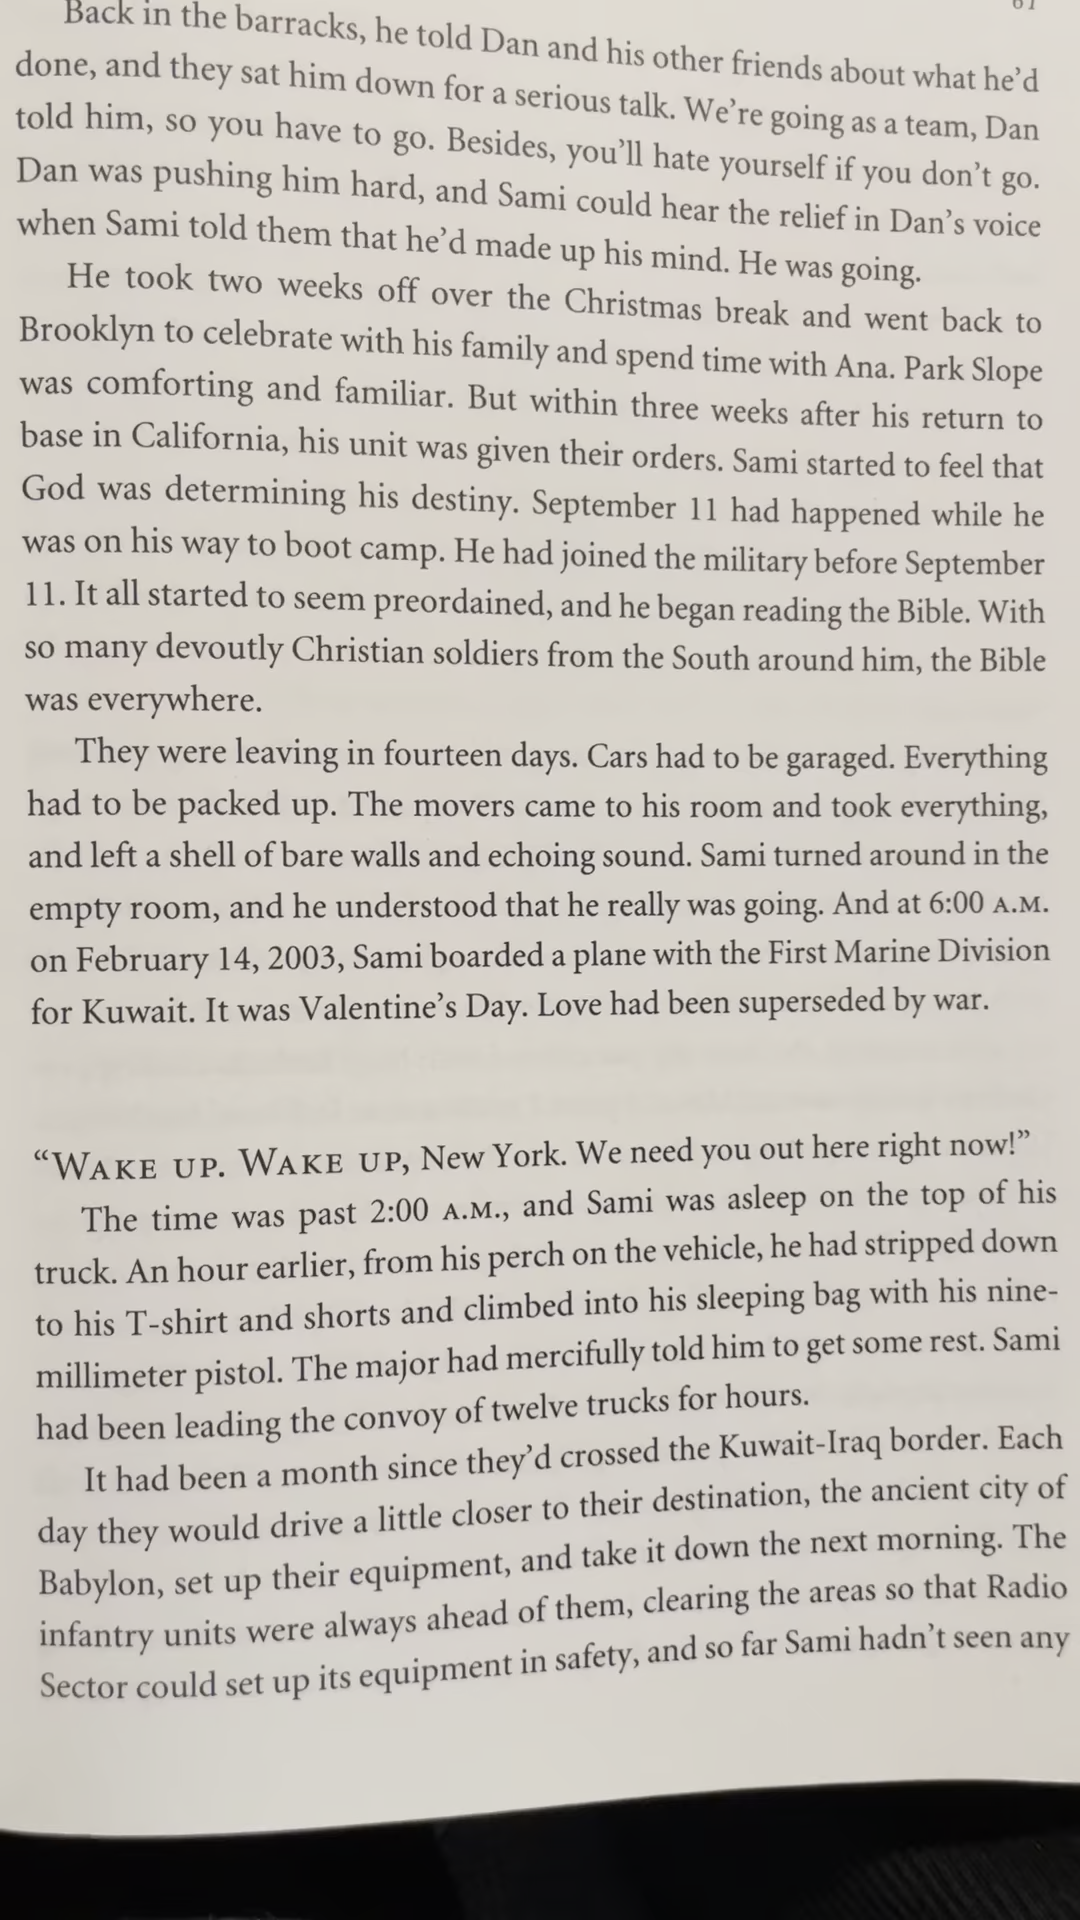 61
Back in the barracks, he told Dan and his other friends about what he'd
done, and they sat him down for a serious talk. We're going as a team, Dan
told him, so you have to go. Besides, you'll hate yourself if you don't go.
Dan was pushing him hard, and Sami could hear the relief in Dan's voice
when Sami told them that he'd made up his mind. He was going.
He took two weeks off over the Christmas break and went back to
Brooklyn to celebrate with his family and spend time with Ana. Park Slope
was comforting and familiar. But within three weeks after his return to
base in California, his unit was given their orders. Sami started to feel that
God was determining his destiny. September 11 had happened while he
was on his way to boot camp. He had joined the military before September
11. It all started to seem preordained, and he began reading the Bible. With
so many devoutly Christian soldiers from the South around him, the Bible
was everywhere.
They were leaving in fourteen days. Cars had to be garaged. Everything
had to be packed up. The movers came to his room and took everything,
and left a shell of bare walls and echoing sound. Sami turned around in the
empty room, and he understood that he really was going. And at 6:00 A.M.
on February 14, 2003, Sami boarded a plane with the First Marine Division
for Kuwait. It was Valentine's Day. Love had been superseded by war.
“WAKE UP. WAKE UP, New York. We need you out here right now!”
The time was past 2:00 A.M., and Sami was asleep on the top of his
truck. An hour earlier, from his perch on the vehicle, he had stripped down
to his T-shirt and shorts and climbed into his sleeping bag with his nine-
millimeter pistol. The major had mercifully told him to get some rest. Sami
had been leading the convoy of twelve trucks for hours.
It had been a month since they'd crossed the Kuwait-Iraq border. Each
day they would drive a little closer to their destination, the ancient city of
Babylon, set up their equipment, and take it down the next morning. The
infantry units were always ahead of them, clearing the areas so that Radio
Sector could set up its equipment in safety, and so far Sami hadn't seen any